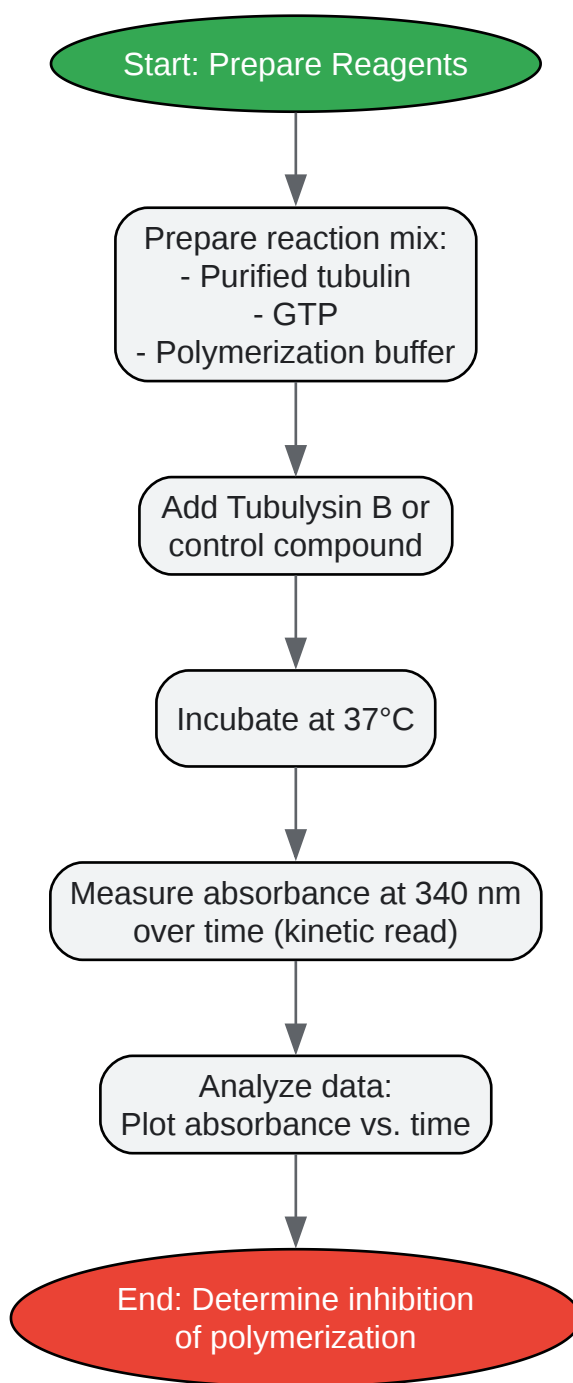 Start: Prepare Reagents
Prepare reaction mix:
- Purified tubulin
- GTP
- Polymerization buffer
Add Tubulysin B or
control compound
Incubate at 37°C
Measure absorbance at 340 nm
over time (kinetic read)
Analyze data:
Plot absorbance vs. time
End: Determine inhibition
of polymerization